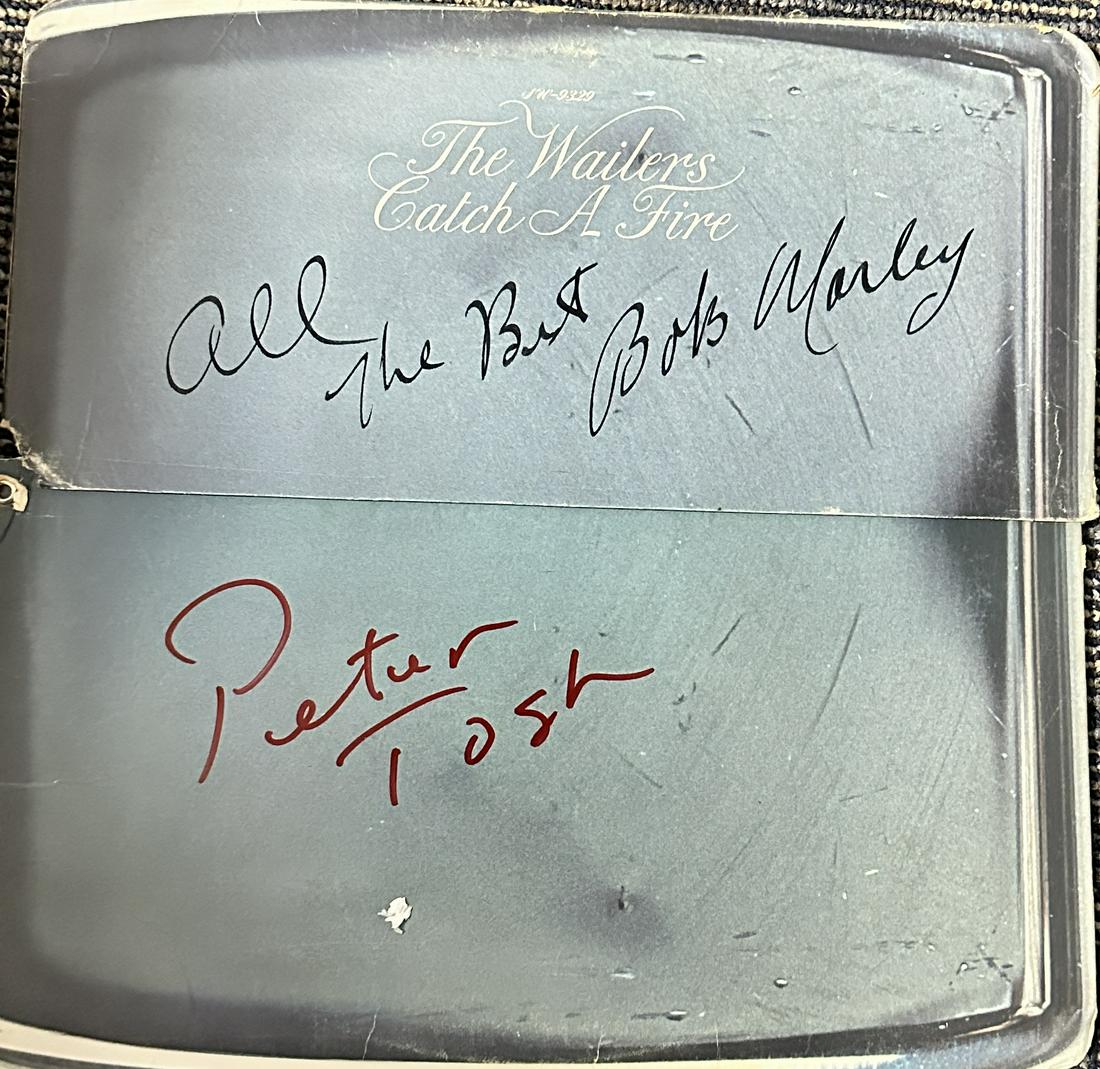 SW-9329
The Wailers
Catch A Fire
All The Best Bob Marley
Peter
Tosh